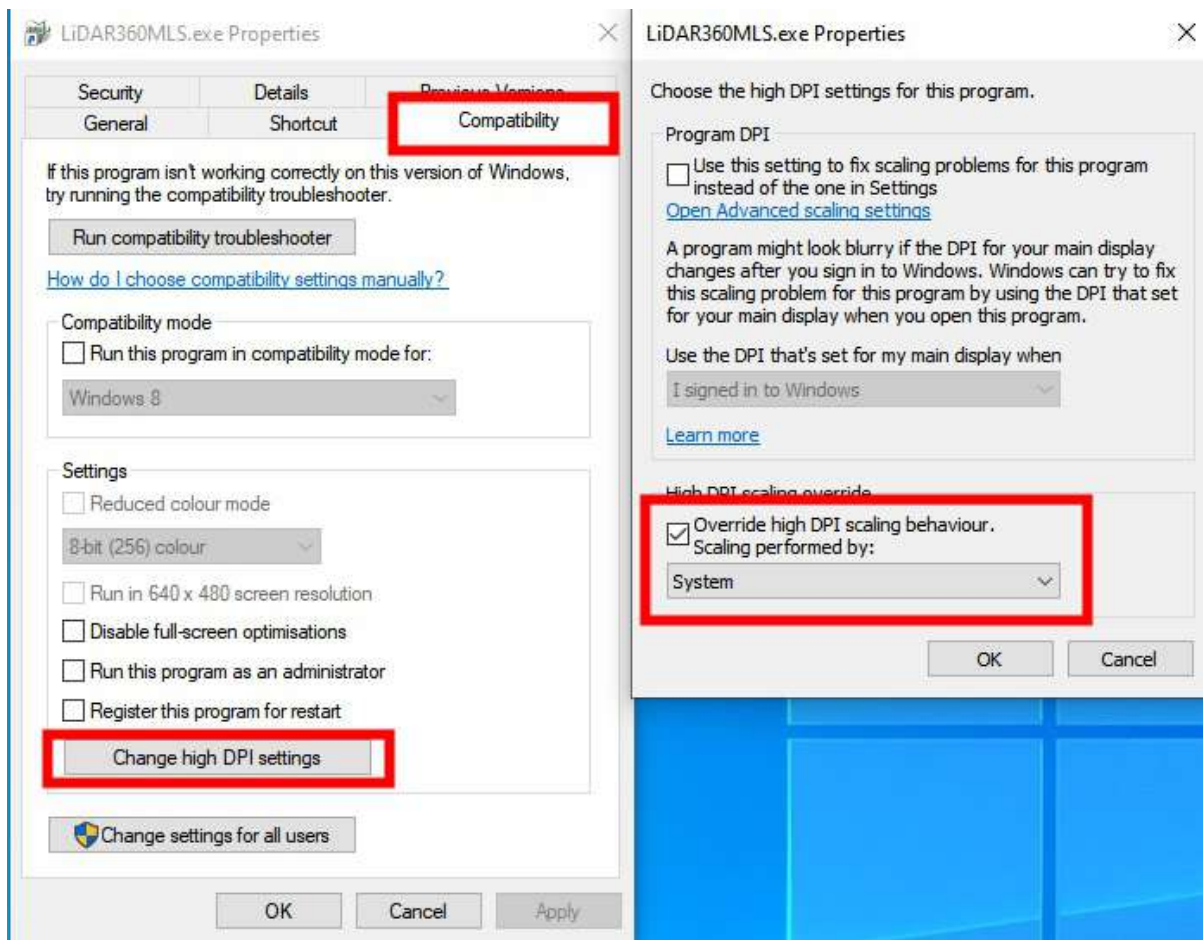 LiDAR360MLS.exe Properties
Security Details Previous Versions
General Shortcut Compatibility
If this program isn't working correctly on this version of Windows,
try running the compatibility troubleshooter.
Run compatibility troubleshooter
How do I choose compatibility settings manually?
Compatibility mode
Run this program in compatibility mode for:
Windows 8
Settings
Reduced colour mode
8-bit (256) colour
Run in 640 x 480 screen resolution
Disable full-screen optimisations
Run this program as an administrator
Register this program for restart
Change high DPI settings
Change settings for all users
OK Cancel Apply
LiDAR360MLS.exe Properties
Choose the high DPI settings for this program.
Program DPI
Use this setting to fix scaling problems for this program
instead of the one in Settings
Open Advanced scaling settings
A program might look blurry if the DPI for your main display
changes after you sign in to Windows. Windows can try to fix
this scaling problem for this program by using the DPI that set
for your main display when you open this program.
Use the DPI that's set for my main display when
I signed in to Windows
Learn more
High DPI scaling override
Override high DPI scaling behaviour.
Scaling performed by:
System
OK Cancel